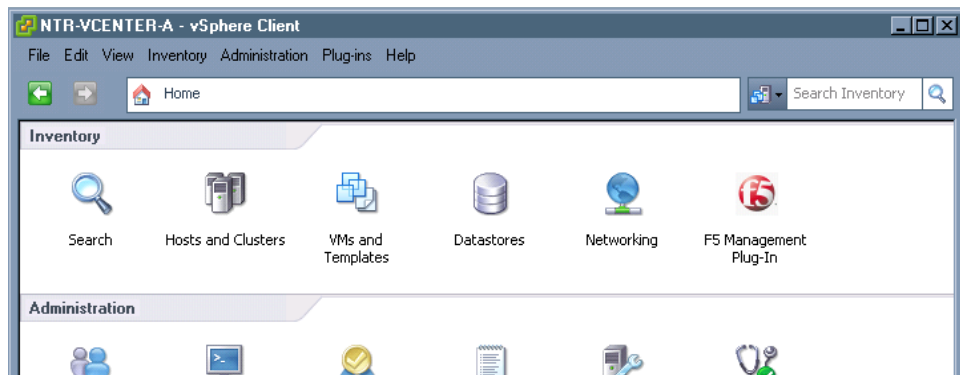 NTR-VCENTER-A - vSphere Client
File Edit View Inventory Administration Plug-ins Help
Home
Search Inventory
Inventory
Search
Hosts and Clusters
VMs and
Templates
Datastores
Networking
f5
F5 Management
Plug-In
Administration